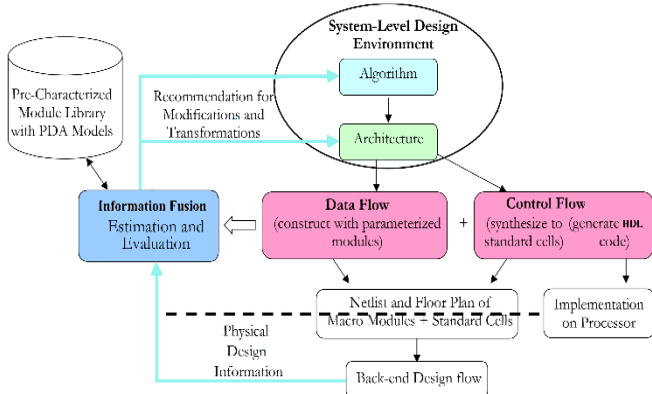 System-Level Design
Environment
Algorithm
Architecture
Pre-Characterized
Module Library
with PDA Models
Recommendation for
Modifications and
Transformations
Information Fusion
Estimation and
Evaluation
Data Flow
(construct with parameterized
modules)
+
Control Flow
(synthesize to (generate HDL
standard cells) code)
Netlist and Floor Plan of
Macro Modules + Standard Cells
Implementation
on Processor
Physical
Design
Information
Back-end Design flow